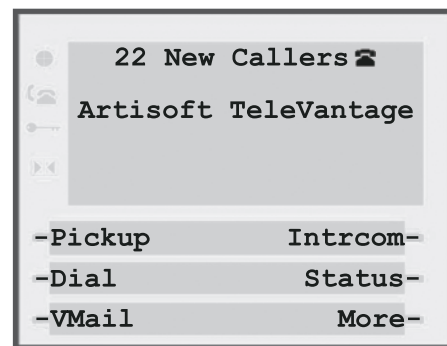 22 New Callers☎
Artisoft TeleVantage
-Pickup Intrcom-
-Dial Status-
-VMail More-